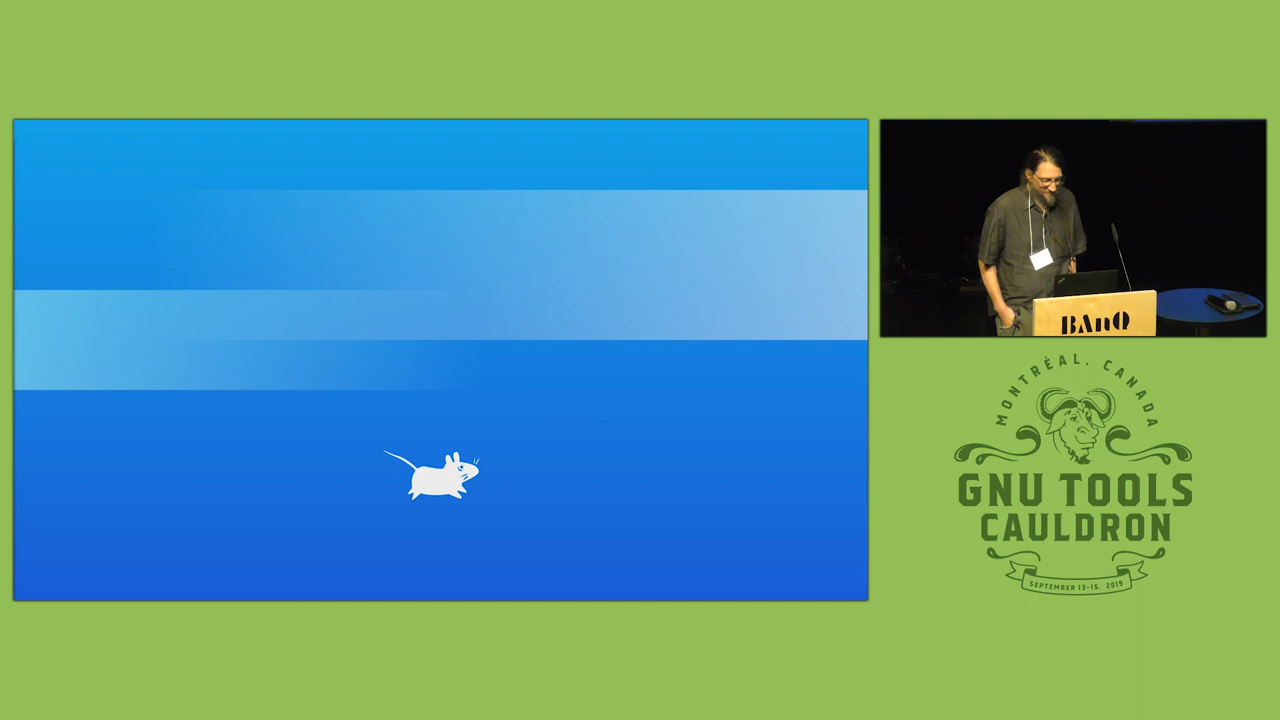 BAnQ
MONTRÉAL, CANADA
GNU TOOLS
CAULDRON
SEPTEMBER 13-15, 2019